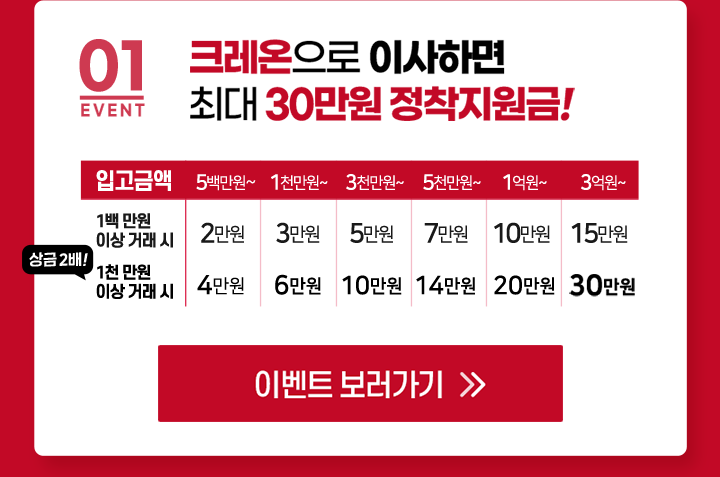 01
EVENT
크레온으로 이사하면
최대 30만원 정착지원금!
입고금액 5백만원~ 1천만원~ 3천만원~ 5천만원~ 1억원~ 3억원~
1백 만원
이상 거래 시 2만원 3만원 5만원 7만원 10만원 15만원
상금 2배!
1천 만원
이상 거래 시 4만원 6만원 10만원 14만원 20만원 30만원
이벤트 보러가기 >>